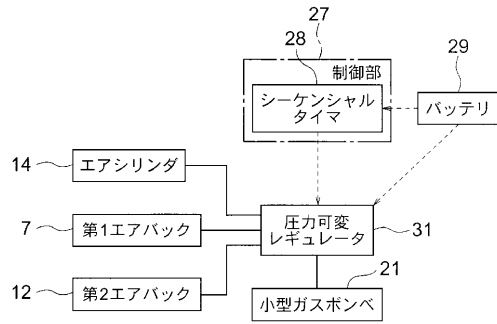 27
28
制御部
シーケンシャル
タイマ
29
バッテリ
14
エアシリンダ
7
第1エアバック
圧力可変
レギュレータ
31
12
第2エアバック
21
小型ガスボンベ